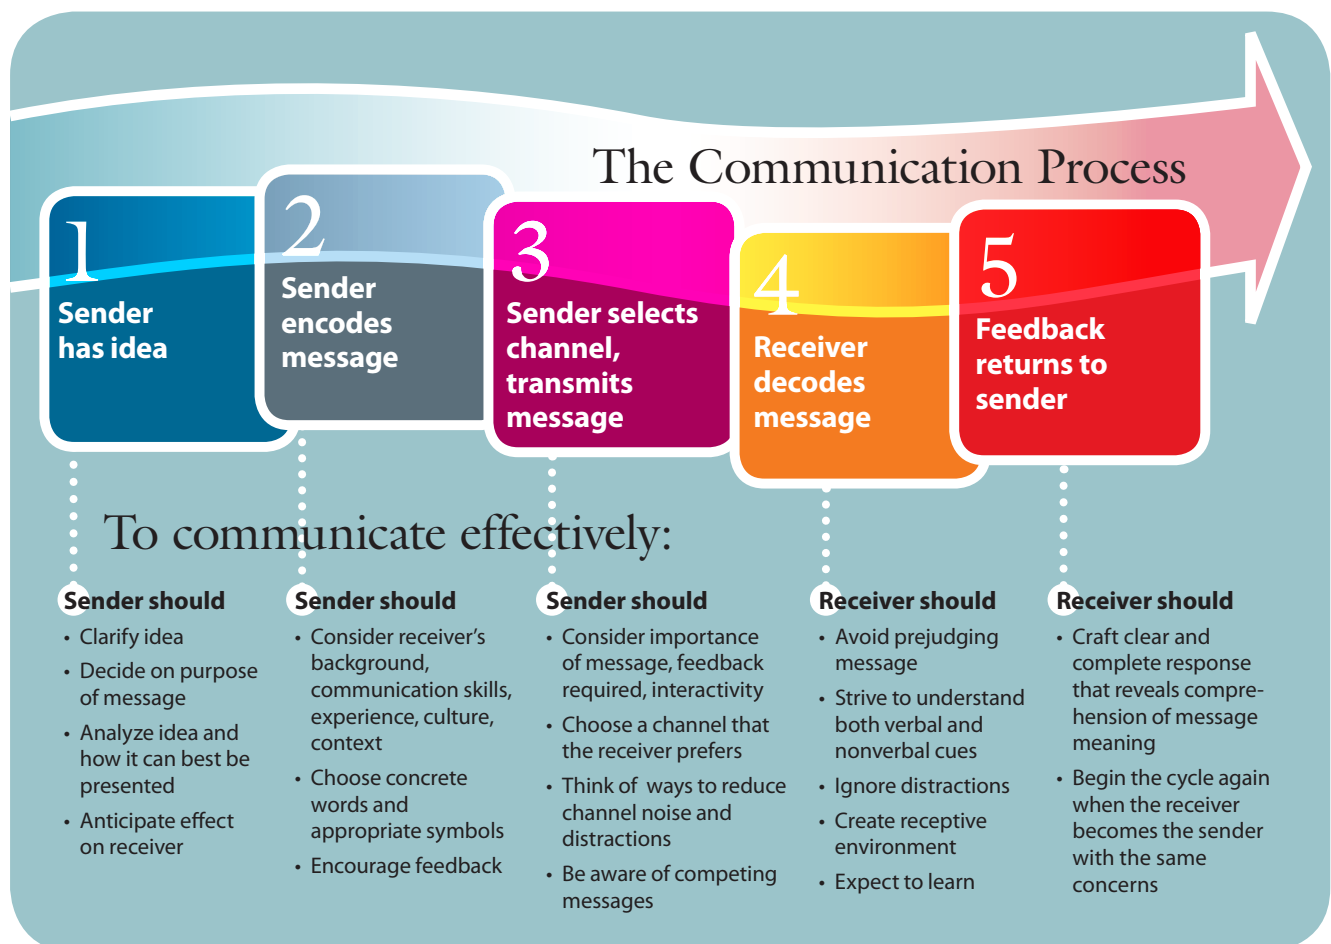 The Communication Process
1
Sender
has idea
2
Sender
encodes
message
3
Sender selects
channel,
transmits
message
4
Receiver
decodes
message
5
Feedback
returns to
sender
To communicate effectively:
Sender should
• Clarify idea
• Decide on purpose
of message
• Analyze idea and
how it can best be
presented
• Anticipate effect
on receiver
Sender should
• Consider receiver’s
background,
communication skills,
experience, culture,
context
• Choose concrete
words and
appropriate symbols
• Encourage feedback
Sender should
• Consider importance
of message, feedback
required, interactivity
• Choose a channel that
the receiver prefers
• Think of ways to reduce
channel noise and
distractions
• Be aware of competing
messages
Receiver should
• Avoid prejudging
message
• Strive to understand
both verbal and
nonverbal cues
• Ignore distractions
• Create receptive
environment
• Expect to learn
Receiver should
• Craft clear and
complete response
that reveals compre-
hension of message
meaning
• Begin the cycle again
when the receiver
becomes the sender
with the same
concerns